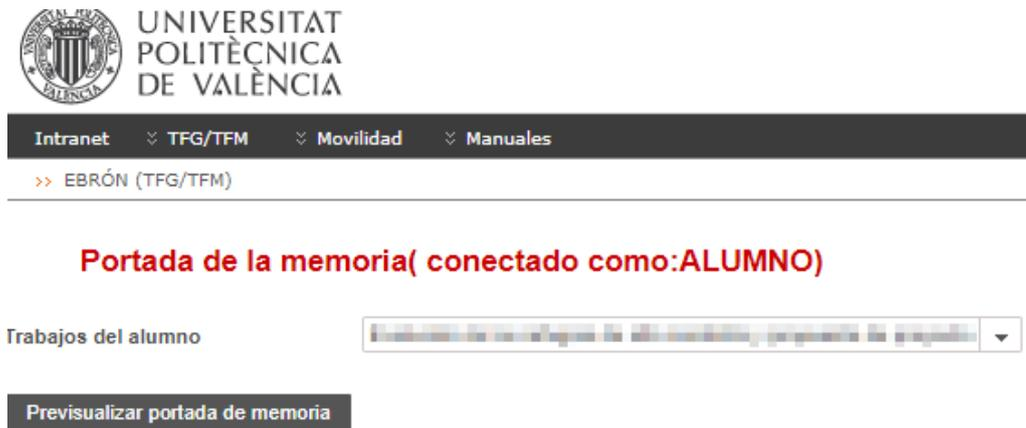 UNIVERSITAT
POLITÈCNICA
DE VALÈNCIA
Intranet TFG/TFM Movilidad Manuales
>> EBRÓN (TFG/TFM)
Portada de la memoria( conectado como:ALUMNO)
Trabajos del alumno
Previsualizar portada de memoria